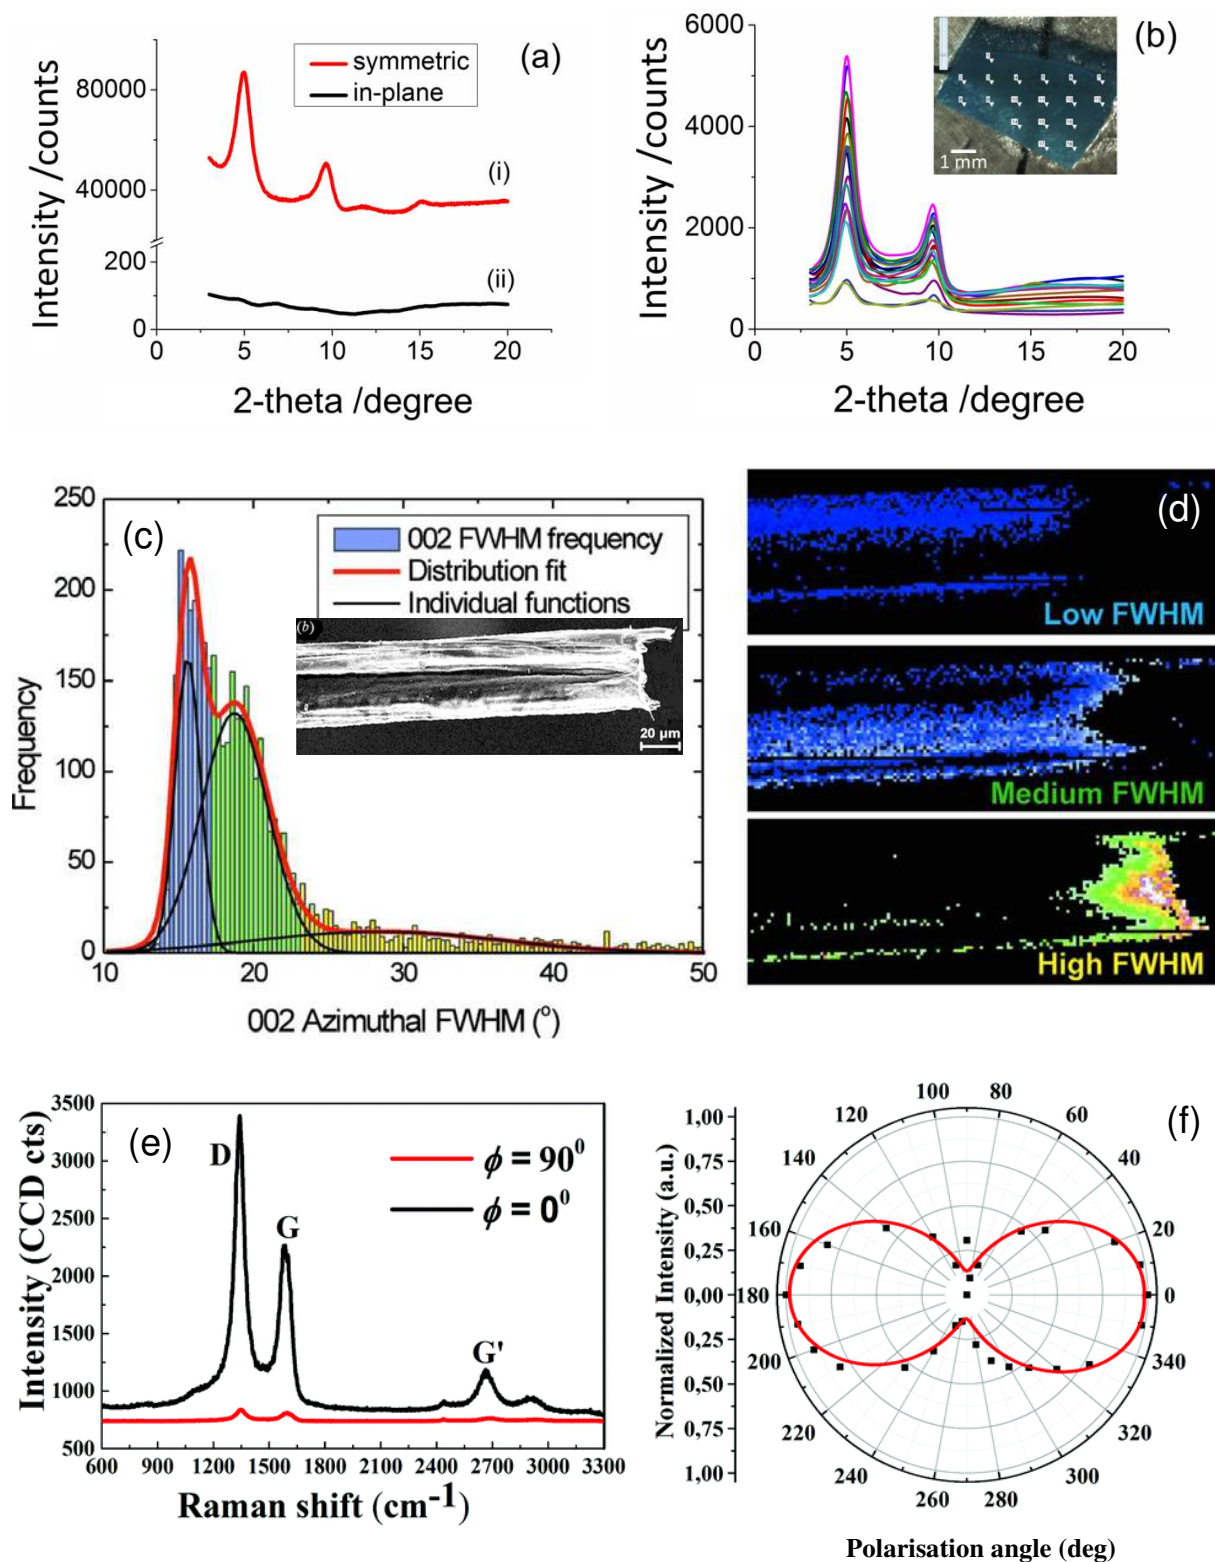 (a)
symmetric
in-plane
Intensity /counts
80000
40000
200
100
0
(i)
(ii)
0 5 10 15 20
2-theta /degree
(b)
1 mm
Intensity /counts
6000
4000
2000
0
0 5 10 15 20
2-theta /degree
(c)
002 FWHM frequency
Distribution fit
Individual functions
(b)
20 µm
Frequency
250
200
150
100
50
0
10 20 30 40 50
002 Azimuthal FWHM (°)
(d)
Low FWHM
Medium FWHM
High FWHM
(e)
D
G
G'
ϕ = 90⁰
ϕ = 0⁰
Intensity (CCD cts)
3500
3000
2500
2000
1500
1000
500
600 900 1200 1500 1800 2100 2400 2700 3000 3300
Raman shift (cm⁻¹)
(f)
Normalized Intensity (a.u.)
1,00
0,75
0,50
0,25
0,00
0,25
0,50
0,75
1,00
100 80
120 60
140 40
160 20
180 0
200 340
220 320
240 300
260 280
Polarisation angle (deg)